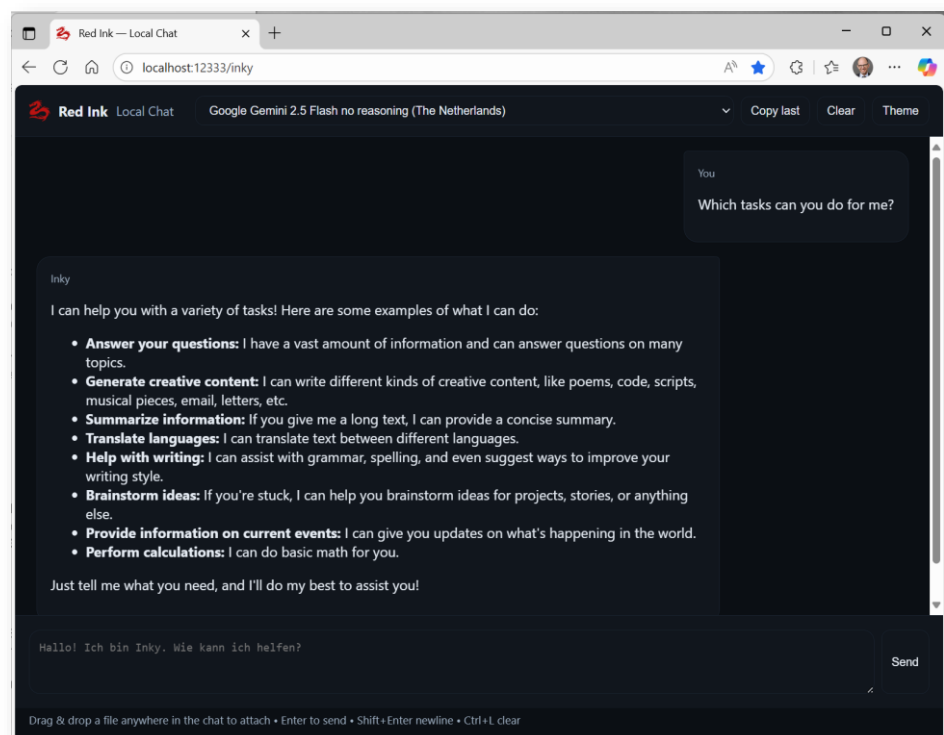 Red Ink — Local Chat
localhost:12333/inky
Red Ink Local Chat
Google Gemini 2.5 Flash no reasoning (The Netherlands)
Copy last
Clear
Theme
You
Which tasks can you do for me?
Inky
I can help you with a variety of tasks! Here are some examples of what I can do:
• Answer your questions: I have a vast amount of information and can answer questions on many
topics.
• Generate creative content: I can write different kinds of creative content, like poems, code, scripts,
musical pieces, email, letters, etc.
• Summarize information: If you give me a long text, I can provide a concise summary.
• Translate languages: I can translate text between different languages.
• Help with writing: I can assist with grammar, spelling, and even suggest ways to improve your
writing style.
• Brainstorm ideas: If you're stuck, I can help you brainstorm ideas for projects, stories, or anything
else.
• Provide information on current events: I can give you updates on what's happening in the world.
• Perform calculations: I can do basic math for you.
Just tell me what you need, and I'll do my best to assist you!
Hallo! Ich bin Inky. Wie kann ich helfen?
Send
Drag & drop a file anywhere in the chat to attach • Enter to send • Shift+Enter newline • Ctrl+L clear